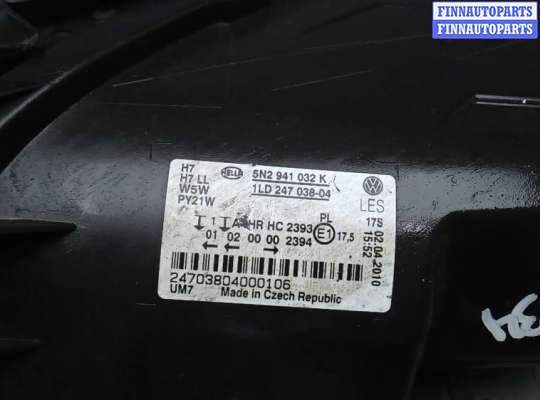 FINNAUTOPARTS
FINNAUTOPARTS
H7
H7 LL
W5W
PY21W
HELLA
5N2 941 032 K
1LD 247 038-04
LES
17S
02.04.2010
15:52
1 A HR HC 2393
PL
E1
17,5
01 02 00 00 2394
24703804000106
UM7
Made in Czech Republic